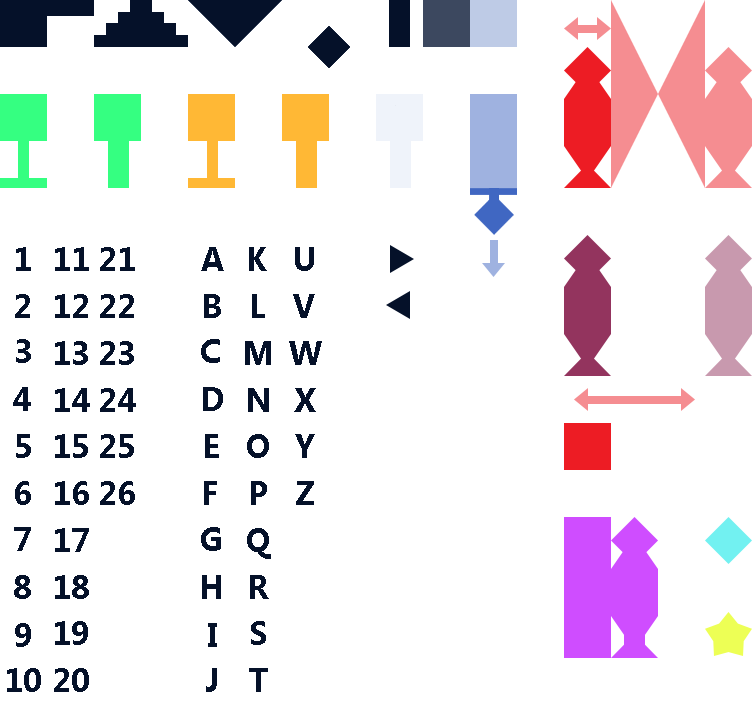 1 11 21 A K U
2 12 22 B L V
3 13 23 C M W
4 14 24 D N X
5 15 25 E O Y
6 16 26 F P Z
7 17 G Q
8 18 H R
9 19 I S
10 20 J T